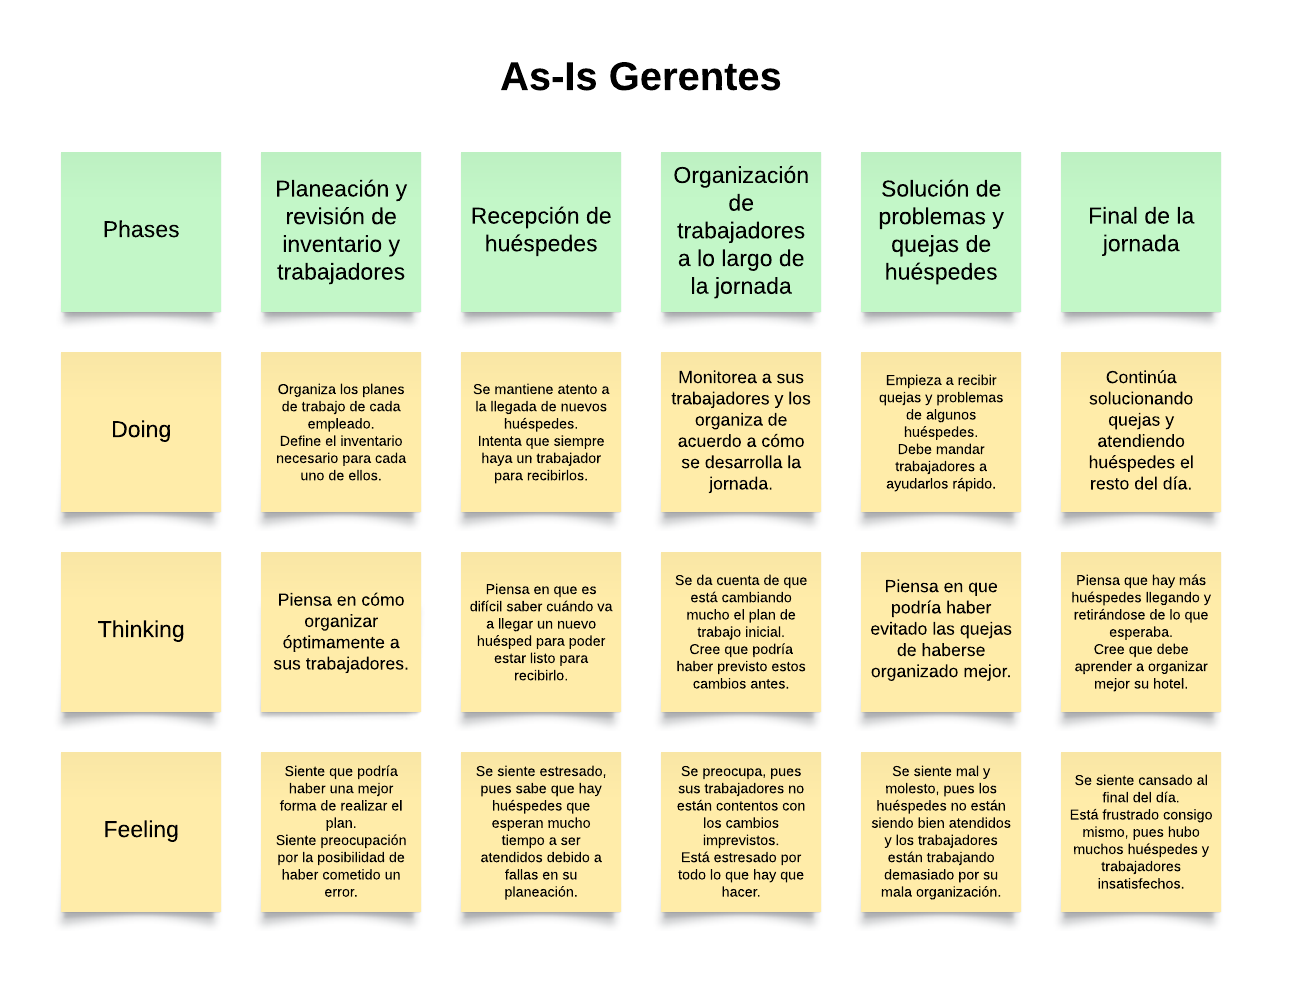 As-Is Gerentes
Phases
Planeación y
revisión de
inventario y
trabajadores
Recepción de
huéspedes
Organización
de
trabajadores
a lo largo de
la jornada
Solución de
problemas y
quejas de
huéspedes
Final de la
jornada
Doing
Organiza los planes
de trabajo de cada
empleado.
Define el inventario
necesario para cada
uno de ellos.
Se mantiene atento a
la llegada de nuevos
huéspedes.
Intenta que siempre
haya un trabajador
para recibirlos.
Monitorea a sus
trabajadores y los
organiza de
acuerdo a cómo
se desarrolla la
jornada.
Empieza a recibir
quejas y problemas
de algunos
huéspedes.
Debe mandar
trabajadores a
ayudarlos rápido.
Continúa
solucionando
quejas y
atendiendo
huéspedes el
resto del día.
Thinking
Piensa en cómo
organizar
óptimamente a
sus trabajadores.
Piensa en que es
difícil saber cuándo va
a llegar un nuevo
huésped para poder
estar listo para
recibirlo.
Se da cuenta de que
está cambiando
mucho el plan de
trabajo inicial.
Cree que podría
haber previsto estos
cambios antes.
Piensa en que
podría haber
evitado las quejas
de haberse
organizado mejor.
Piensa que hay más
huéspedes llegando y
retirándose de lo que
esperaba.
Cree que debe
aprender a organizar
mejor su hotel.
Feeling
Siente que podría
haber una mejor
forma de realizar el
plan.
Siente preocupación
por la posibilidad de
haber cometido un
error.
Se siente estresado,
pues sabe que hay
huéspedes que
esperan mucho
tiempo a ser
atendidos debido a
fallas en su
planeación.
Se preocupa, pues
sus trabajadores no
están contentos con
los cambios
imprevistos.
Está estresado por
todo lo que hay que
hacer.
Se siente mal y
molesto, pues los
huéspedes no están
siendo bien atendidos
y los trabajadores
están trabajando
demasiado por su
mala organización.
Se siente cansado al
final del día.
Está frustrado consigo
mismo, pues hubo
muchos huéspedes y
trabajadores
insatisfechos.